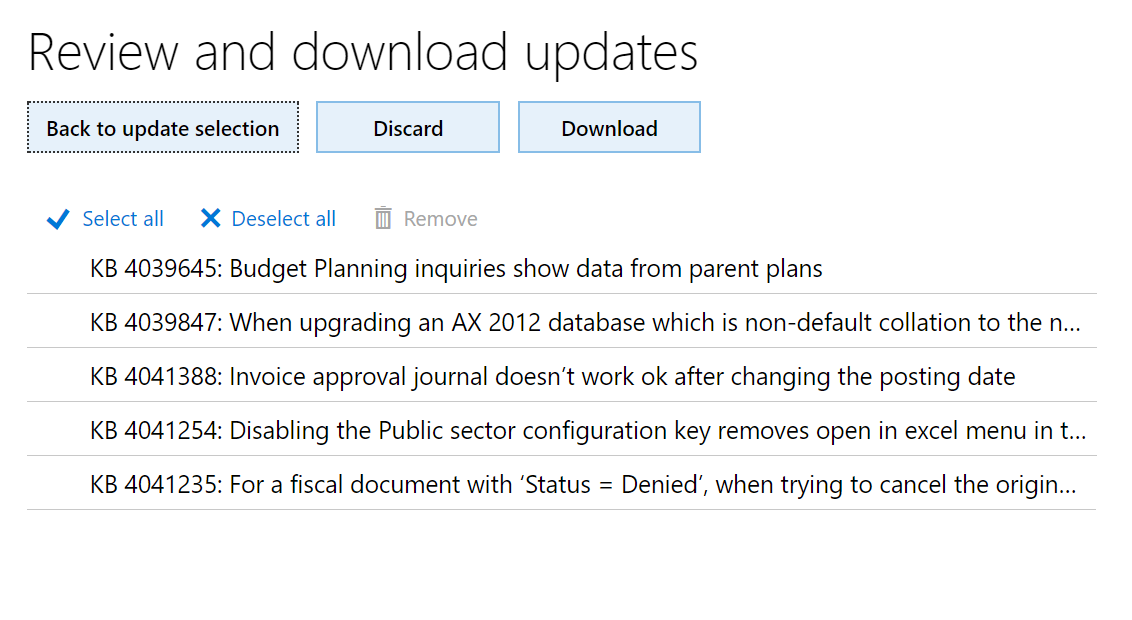 Review and download updates
Back to update selection Discard Download
Select all Deselect all Remove
KB 4039645: Budget Planning inquiries show data from parent plans
KB 4039847: When upgrading an AX 2012 database which is non-default collation to the n...
KB 4041388: Invoice approval journal doesn’t work ok after changing the posting date
KB 4041254: Disabling the Public sector configuration key removes open in excel menu in t...
KB 4041235: For a fiscal document with ‘Status = Denied’, when trying to cancel the origin...